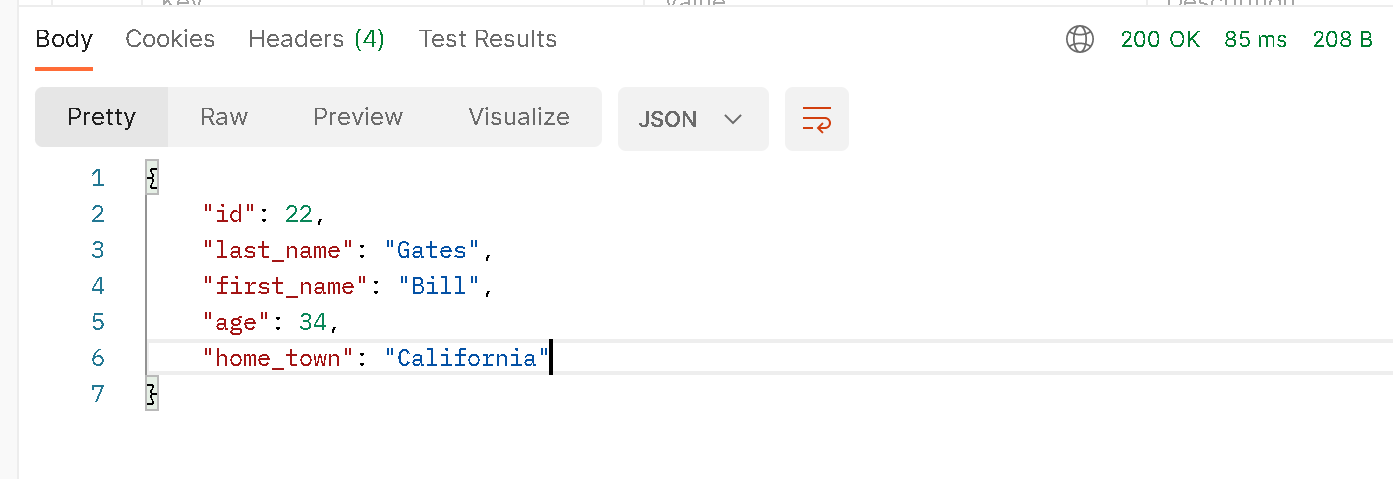 Key Value Description
Body Cookies Headers (4) Test Results 200 OK 85 ms 208 B
Pretty Raw Preview Visualize JSON
1 {
2 "id": 22,
3 "last_name": "Gates",
4 "first_name": "Bill",
5 "age": 34,
6 "home_town": "California"
7 }